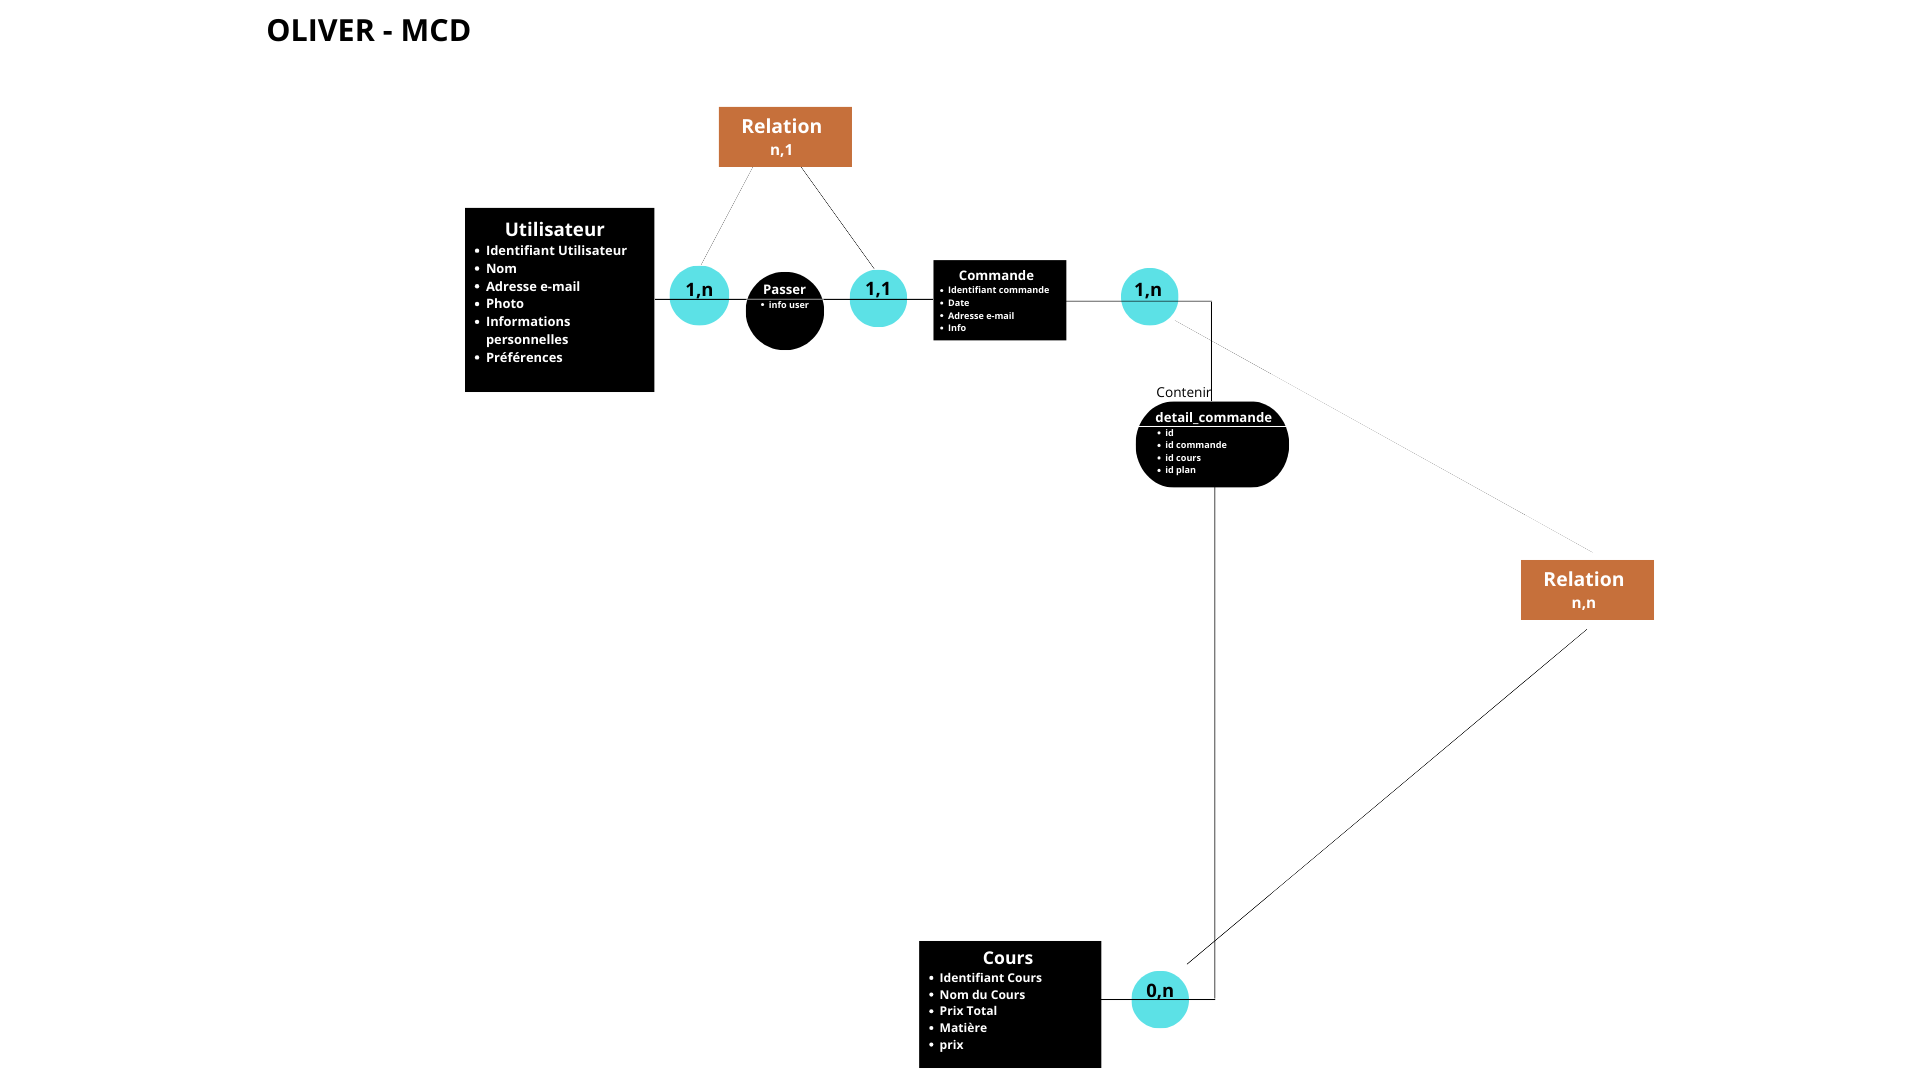 OLIVER - MCD
Relation
n,1
Utilisateur
Identifiant Utilisateur
Nom
Adresse e-mail
Photo
Informations
personnelles
Préférences
1,n
Passer
info user
1,1
Commande
Identifiant commande
Date
Adresse e-mail
Info
1,n
Contenir
detail_commande
id
id commande
id cours
id plan
Relation
n,n
Cours
Identifiant Cours
Nom du Cours
Prix Total
Matière
prix
0,n